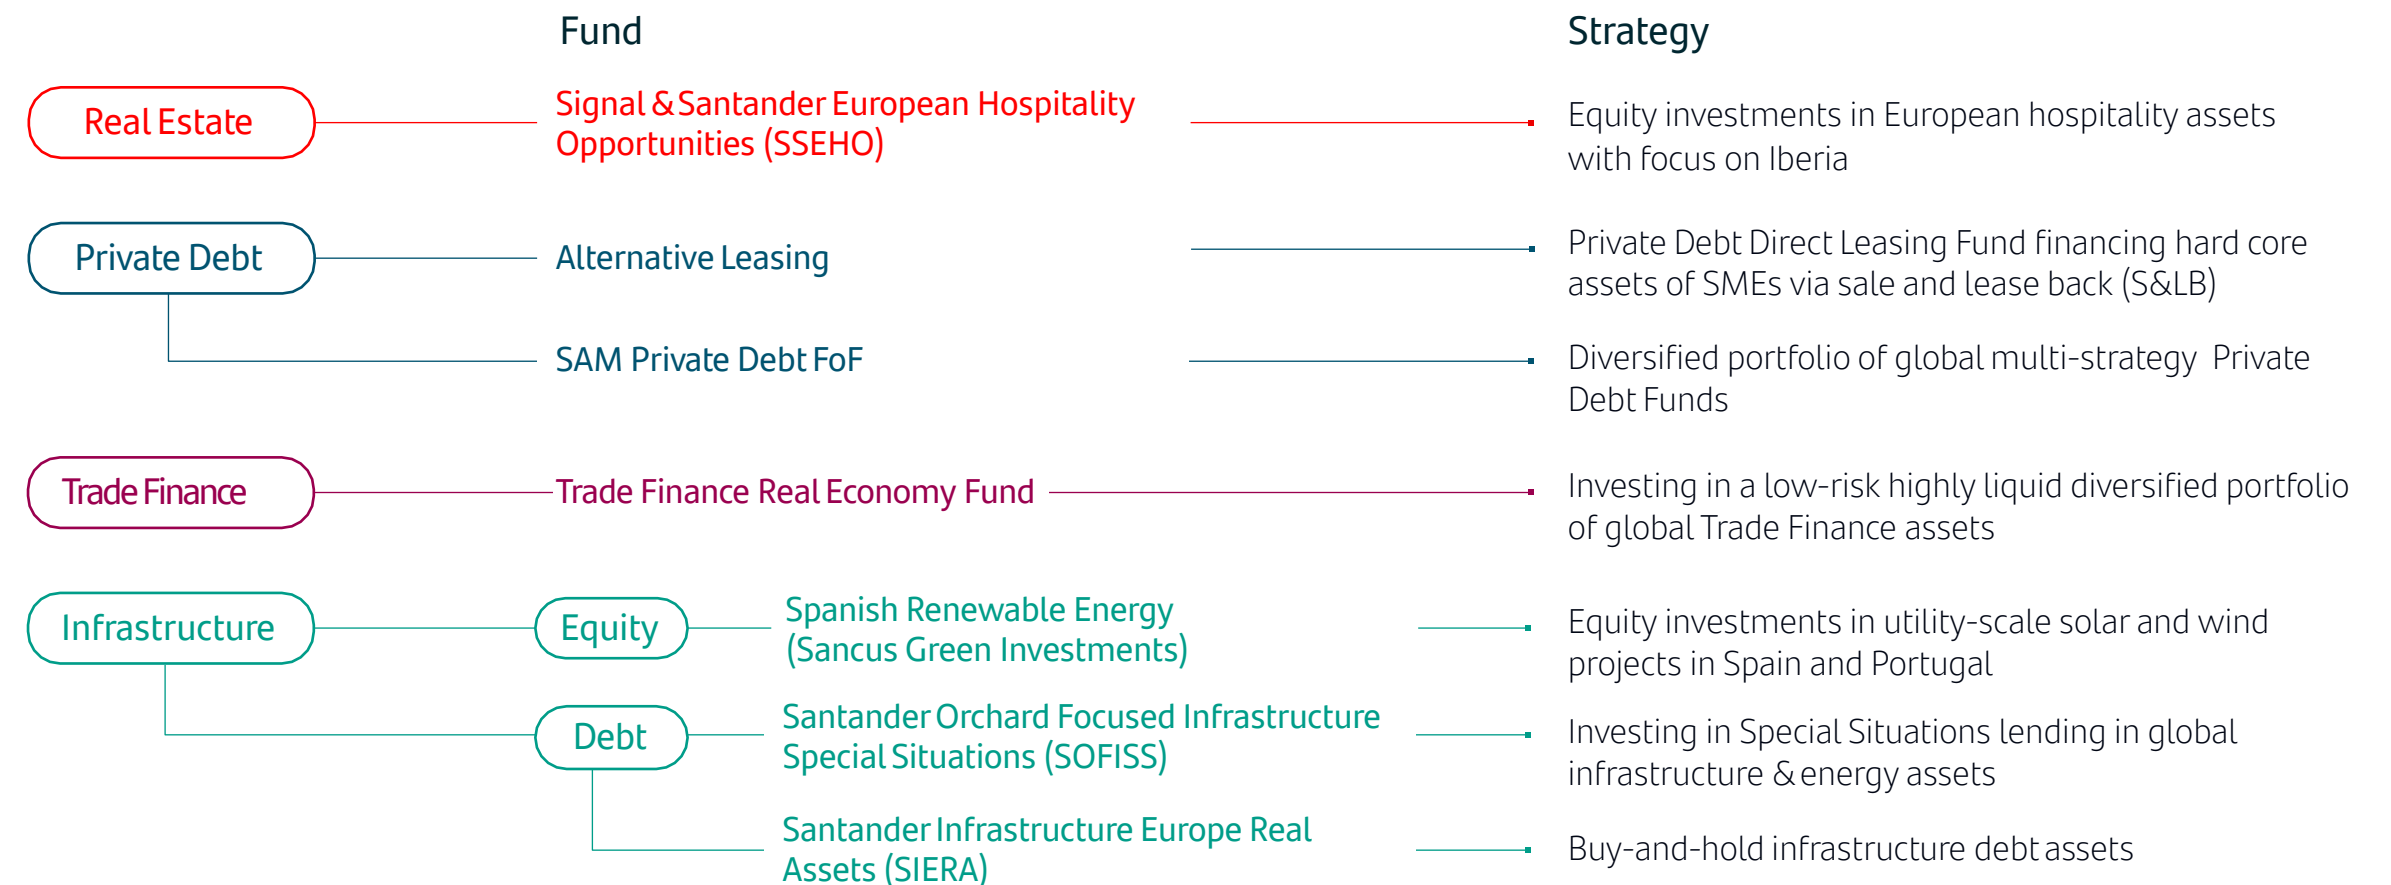 Fund
Strategy
Real Estate
Signal & Santander European Hospitality
Opportunities (SSEHO)
Equity investments in European hospitality assets
with focus on Iberia
Private Debt
Alternative Leasing
Private Debt Direct Leasing Fund financing hard core
assets of SMEs via sale and lease back (S&LB)
SAM Private Debt FoF
Diversified portfolio of global multi-strategy Private
Debt Funds
Trade Finance
Trade Finance Real Economy Fund
Investing in a low-risk highly liquid diversified portfolio
of global Trade Finance assets
Infrastructure
Equity
Spanish Renewable Energy
(Sancus Green Investments)
Equity investments in utility-scale solar and wind
projects in Spain and Portugal
Debt
Santander Orchard Focused Infrastructure
Special Situations (SOFISS)
Investing in Special Situations lending in global
infrastructure & energy assets
Santander Infrastructure Europe Real
Assets (SIERA)
Buy-and-hold infrastructure debt assets